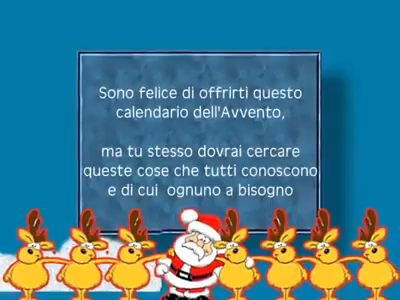 Sono felice di offrirti questo
calendario dell'Avvento,
ma tu stesso dovrai cercare
queste cose che tutti conoscono
e di cui ognuno a bisogno